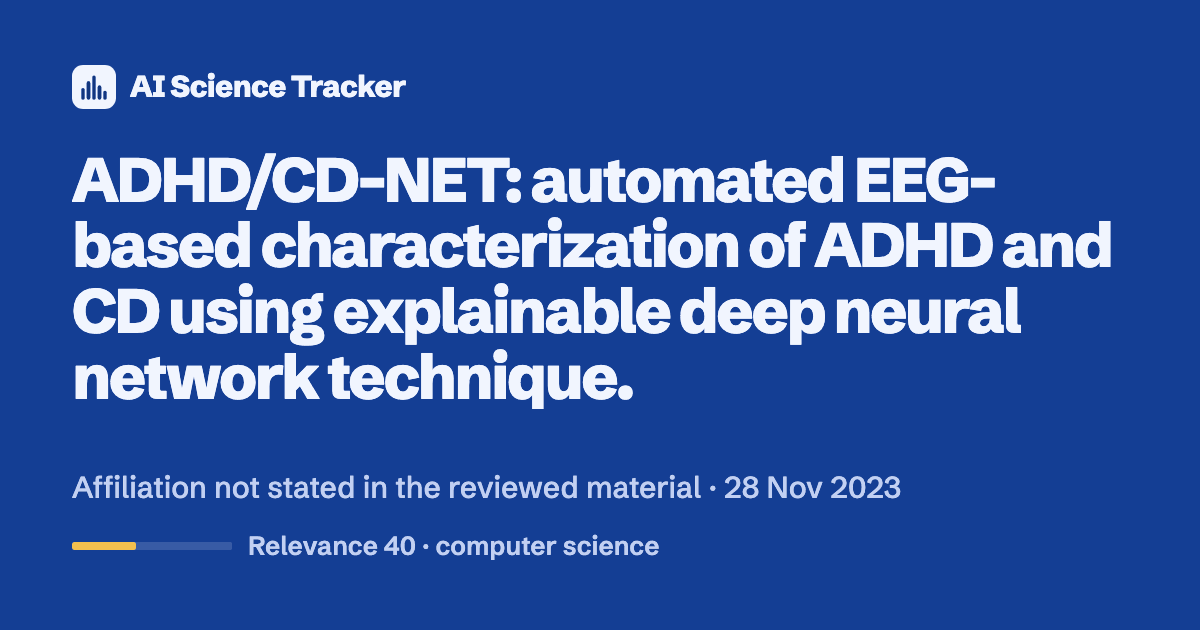 AI Science Tracker
ADHD/CD-NET: automated EEG-
based characterization of ADHD and
CD using explainable deep neural
network technique.
Affiliation not stated in the reviewed material · 28 Nov 2023
Relevance 40 · computer science